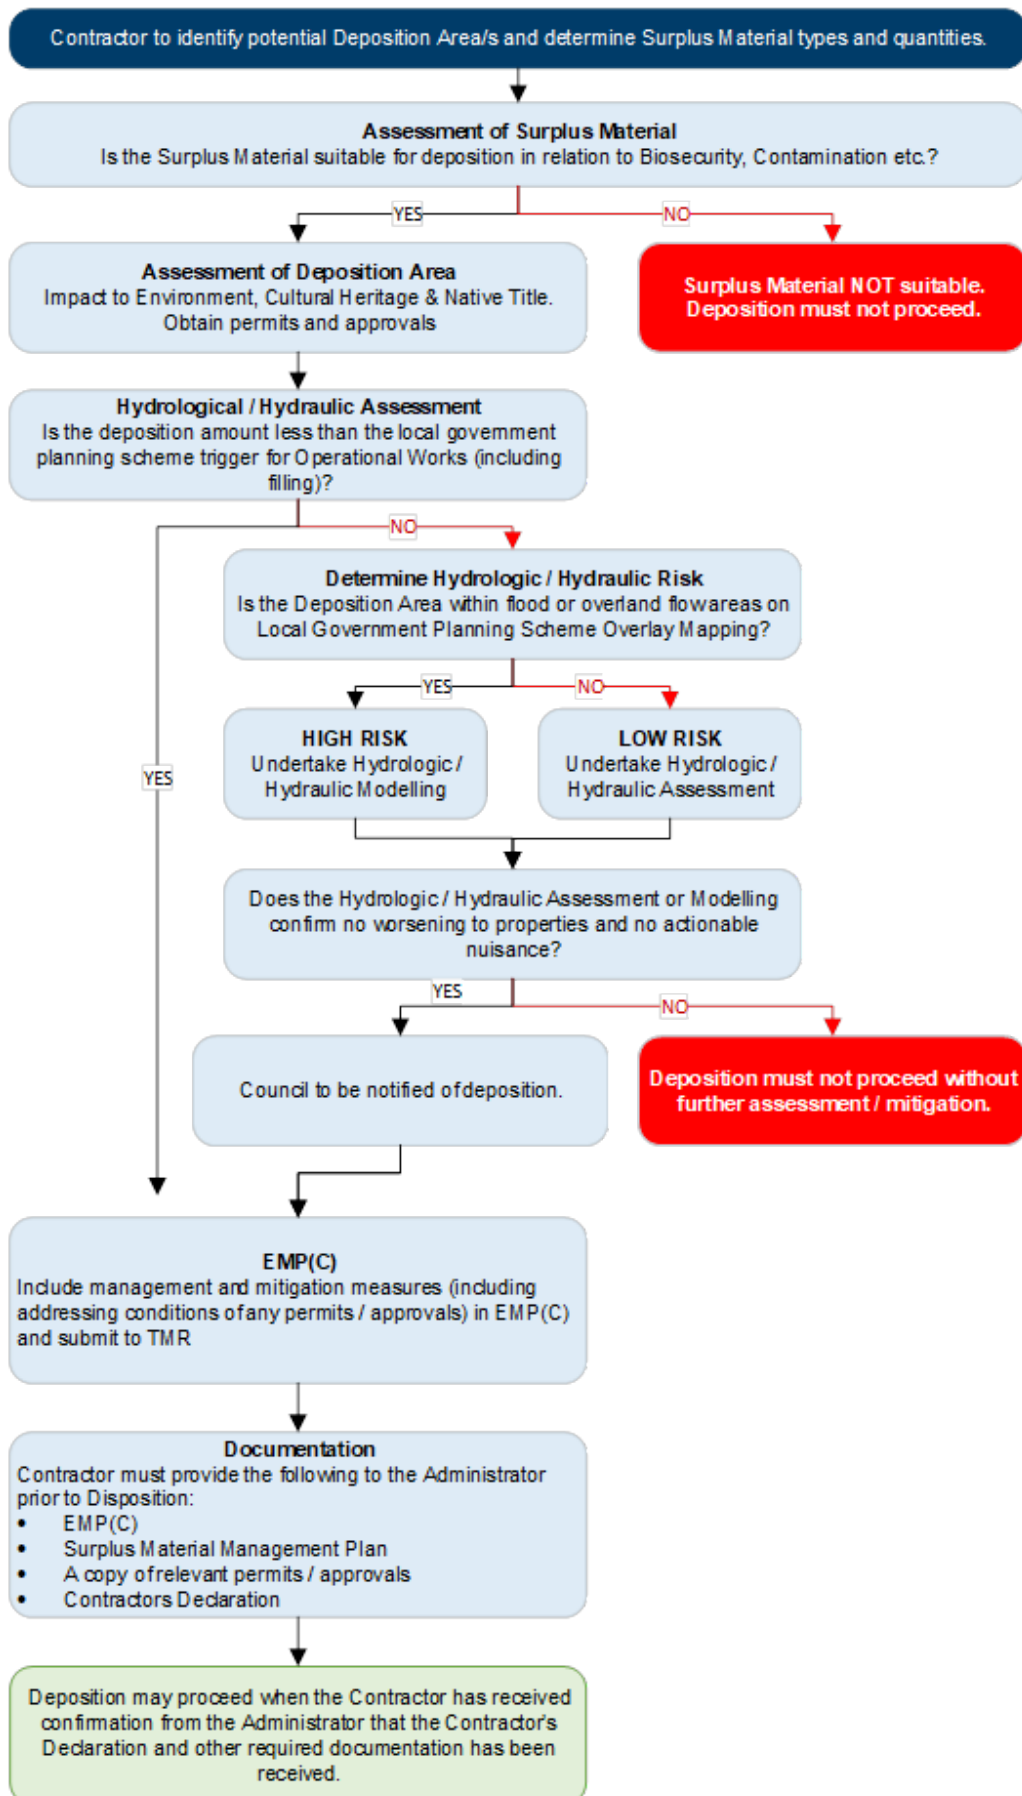 Contractor to identify potential Deposition Area/s and determine Surplus Material types and quantities.
Assessment of Surplus Material
Is the Surplus Material suitable for deposition in relation to Biosecurity, Contamination etc.?
YES
NO
Assessment of Deposition Area
Impact to Environment, Cultural Heritage & Native Title.
Obtain permits and approvals
Surplus Material NOT suitable.
Deposition must not proceed.
Hydrological / Hydraulic Assessment
Is the deposition amount less than the local government
planning scheme trigger for Operational Works (including
filling)?
NO
Determine Hydrologic / Hydraulic Risk
Is the Deposition Area within flood or overland flow areas on
Local Government Planning Scheme Overlay Mapping?
YES
NO
HIGH RISK
Undertake Hydrologic /
Hydraulic Modelling
LOW RISK
Undertake Hydrologic /
Hydraulic Assessment
YES
Does the Hydrologic / Hydraulic Assessment or Modelling
confirm no worsening to properties and no actionable
nuisance?
YES
NO
Council to be notified of deposition.
Deposition must not proceed without
further assessment / mitigation.
EMP(C)
Include management and mitigation measures (including
addressing conditions of any permits / approvals) in EMP(C)
and submit to TMR
Documentation
Contractor must provide the following to the Administrator
prior to Disposition:
• EMP(C)
• Surplus Material Management Plan
• A copy of relevant permits / approvals
• Contractors Declaration
Deposition may proceed when the Contractor has received
confirmation from the Administrator that the Contractor's
Declaration and other required documentation has been
received.